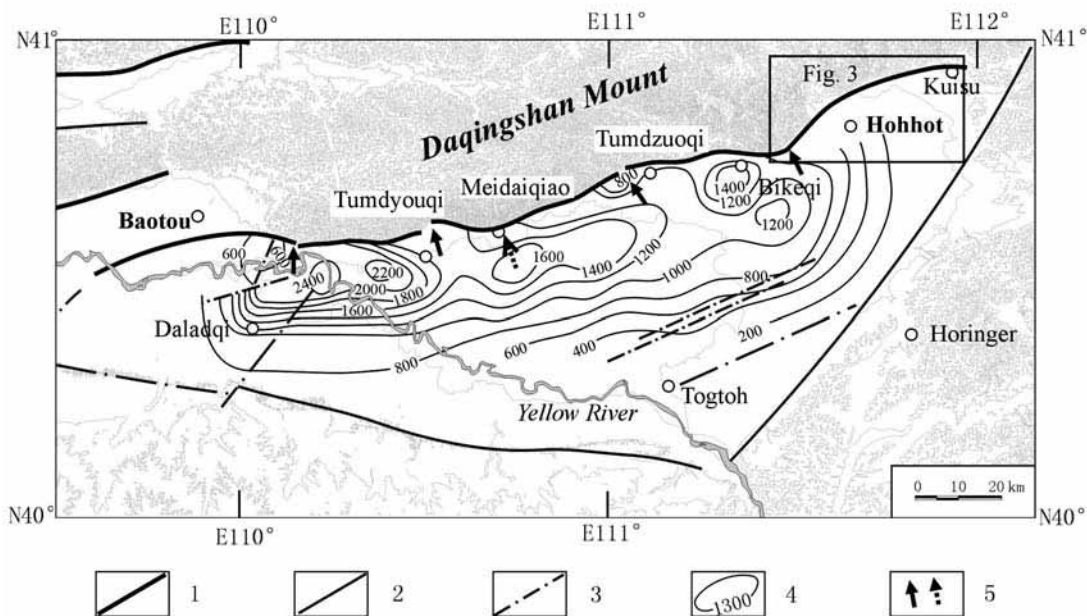 E110°
E111°
E112°
N41°
N41°
Fig. 3
Kuisu
Daqingshan Mount
Hohhot
Tumdzuoqi
Meidaiqiao
Tumdyouqi
Bikeqi
Baotou
800
1400
1200
1200
600
600
2400
2200
2000
1800
1600
1600
1400
1200
1000
800
Daladqi
200
Horinger
800
600
400
Togtoh
Yellow River
0 10 20 km
N40°
N40°
E110°
E111°
1
2
3
4
5
1300